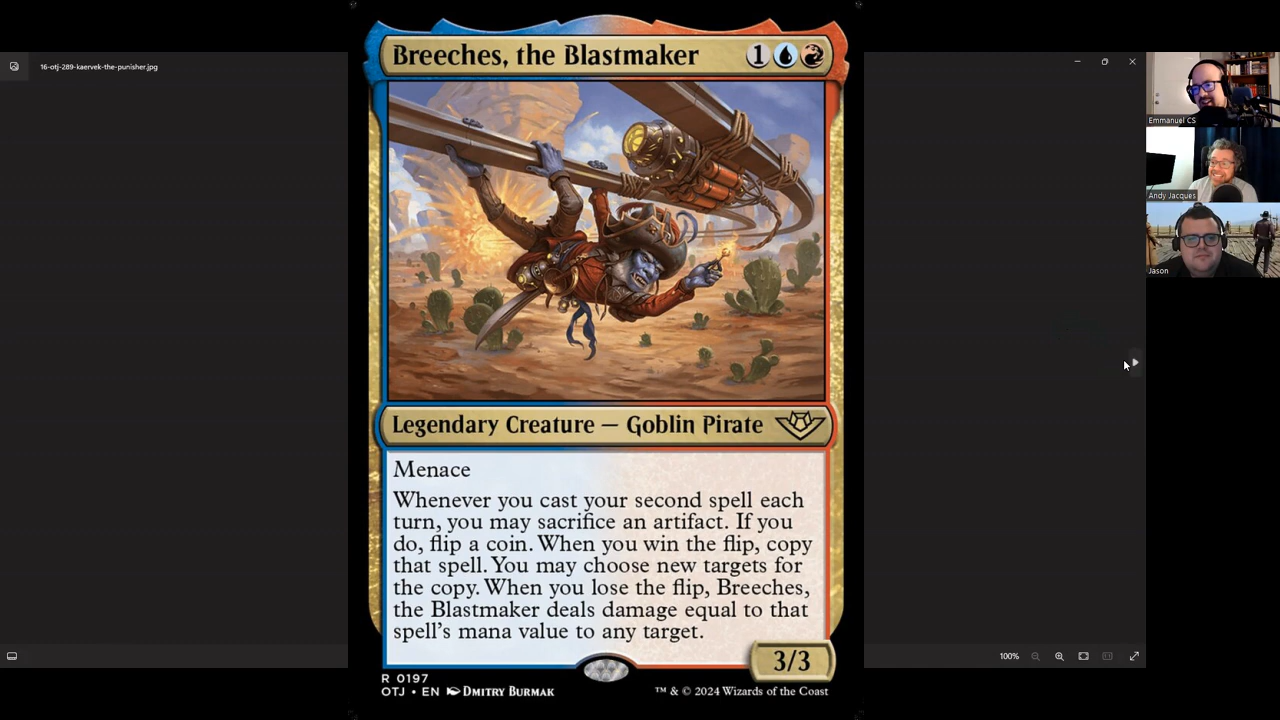 16-otj-289-kaervek-the-punisher.jpg
Breeches, the Blastmaker 1
Legendary Creature — Goblin Pirate
Menace
Whenever you cast your second spell each
turn, you may sacrifice an artifact. If you
do, flip a coin. When you win the flip, copy
that spell. You may choose new targets for
the copy. When you lose the flip, Breeches,
the Blastmaker deals damage equal to that
spell's mana value to any target.
3/3
R 0197
OTJ • EN DMITRY BURMAK
™ & © 2024 Wizards of the Coast
100%
Emmanuel CS
Andy Jacques
Jason